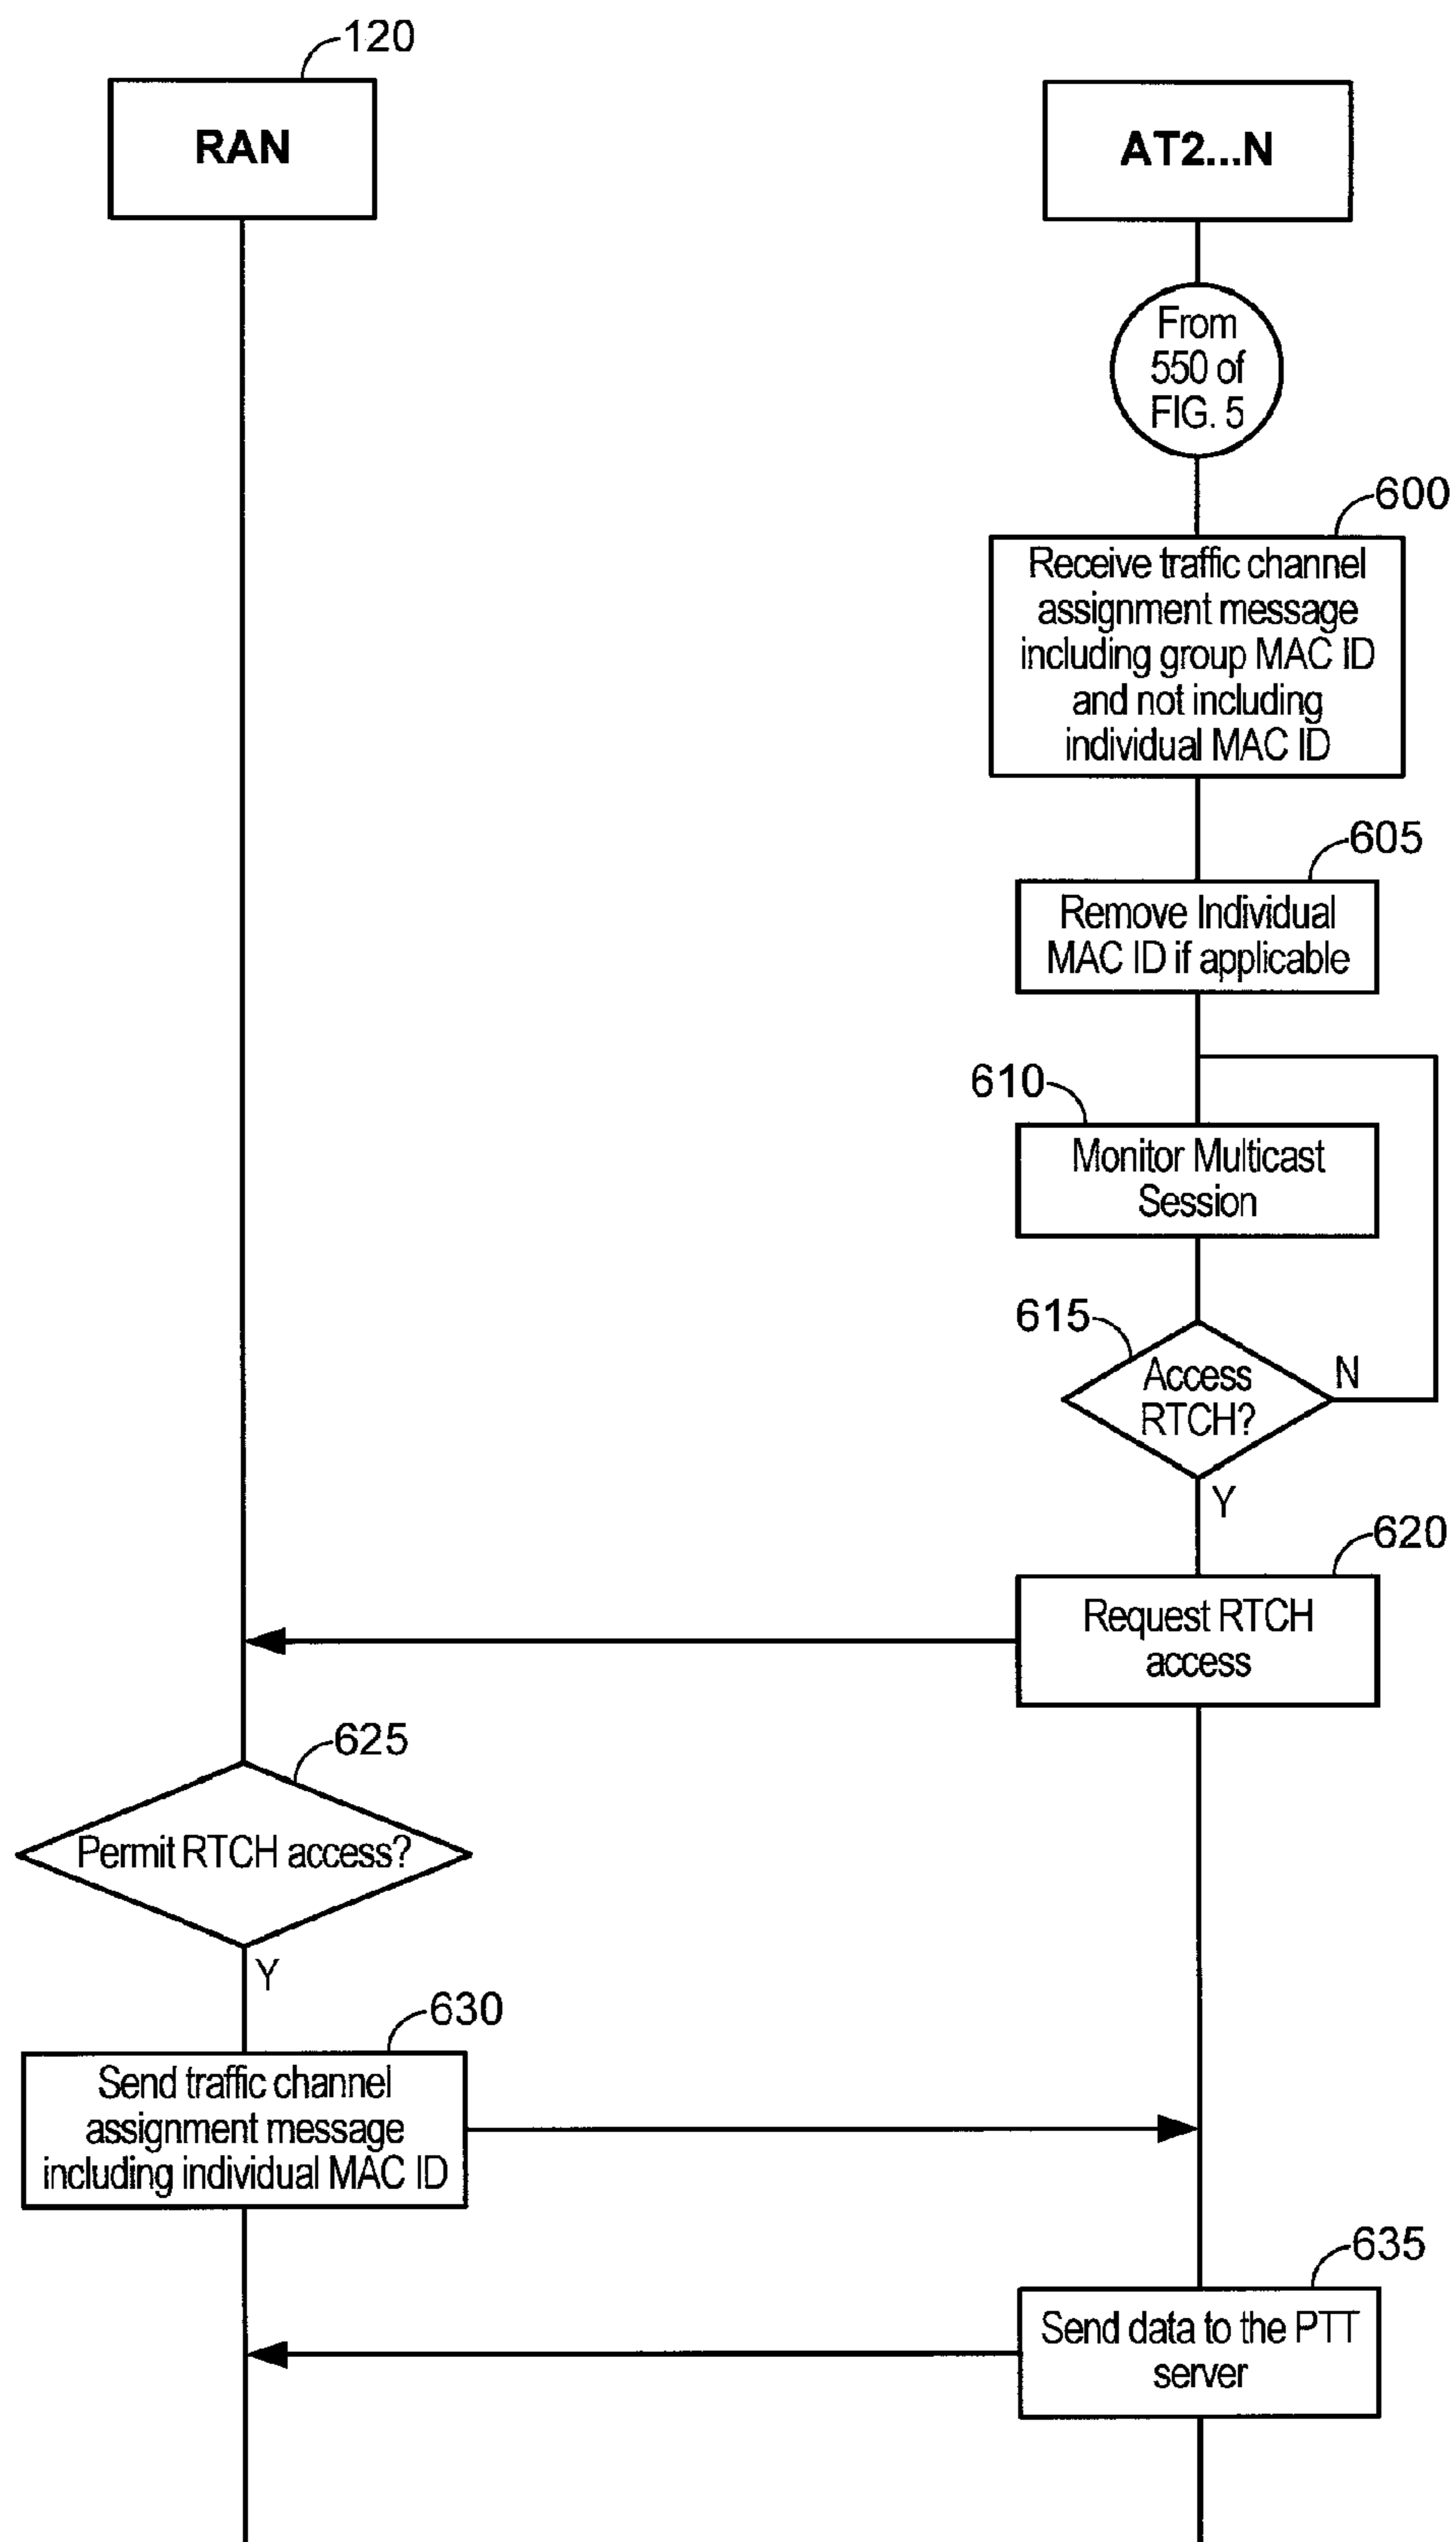 120
RAN
AT2...N
From
550 of
FIG. 5
600
Receive traffic channel
assignment message
including group MAC ID
and not including
individual MAC ID
605
Remove Individual
MAC ID if applicable
610
Monitor Multicast
Session
615
Access
RTCH?
N
Y
620
Request RTCH
access
625
Permit RTCH access?
Y
630
Send traffic channel
assignment message
including individual MAC ID
635
Send data to the PTT
server